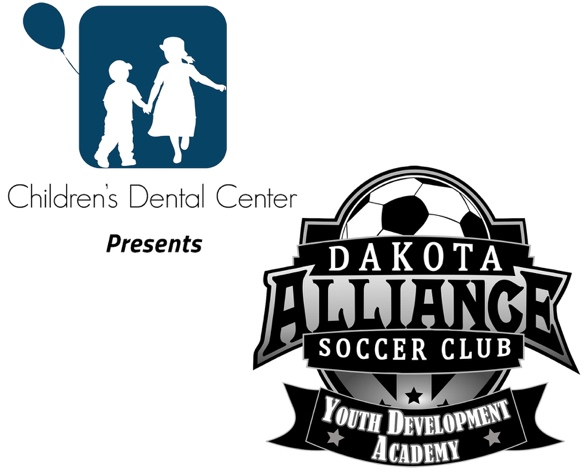 Children's Dental Center
Presents
DAKOTA
ALLIANCE
SOCCER CLUB
YOUTH DEVELOPMENT
ACADEMY